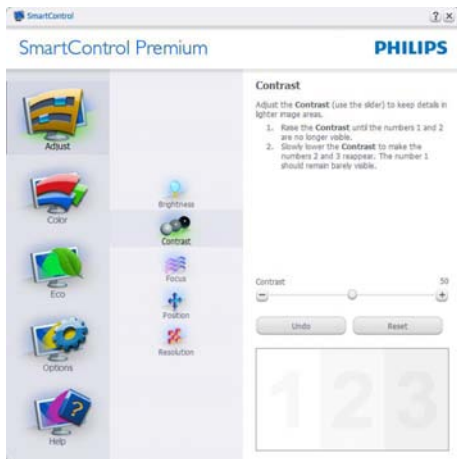 SmartControl
SmartControl Premium
PHILIPS
Adjust
Color
Eco
Options
Help
Brightness
Contrast
Focus
Position
Resolution
Contrast
Adjust the Contrast (use the slider) to keep details in
lighter image areas.
1. Raise the Contrast until the numbers 1 and 2
are no longer visible.
2. Slowly lower the Contrast to make the
numbers 2 and 3 reappear. The number 1
should remain barely visible.
Contrast 50
Undo Reset
1 2 3